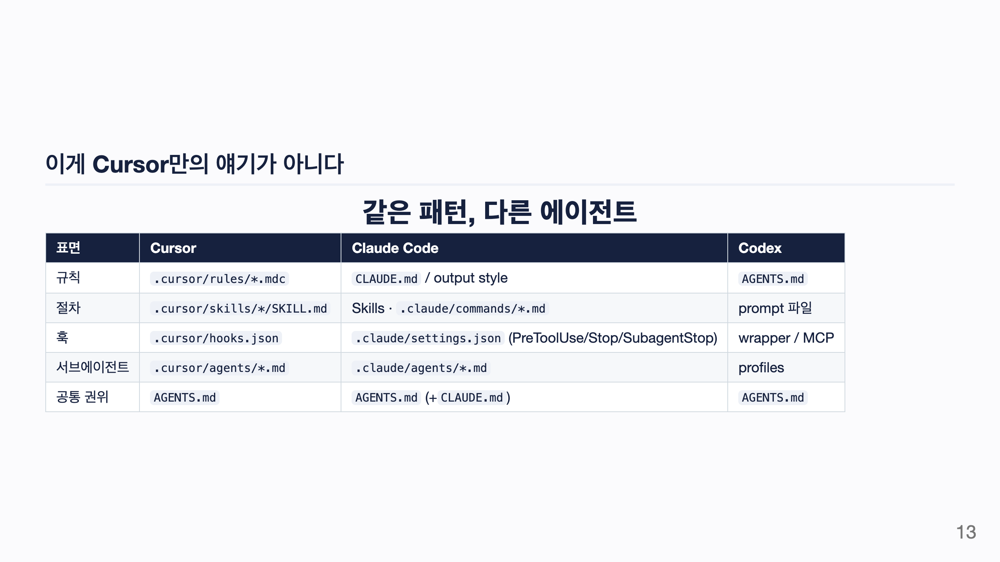 이게 Cursor만의 얘기가 아니다
같은 패턴, 다른 에이전트
표면 Cursor Claude Code Codex
규칙 .cursor/rules/*.mdc CLAUDE.md / output style AGENTS.md
절차 .cursor/skills/*/SKILL.md Skills · .claude/commands/*.md prompt 파일
훅 .cursor/hooks.json .claude/settings.json (PreToolUse/Stop/SubagentStop) wrapper / MCP
서브에이전트 .cursor/agents/*.md .claude/agents/*.md profiles
공통 권위 AGENTS.md AGENTS.md (+CLAUDE.md) AGENTS.md
13